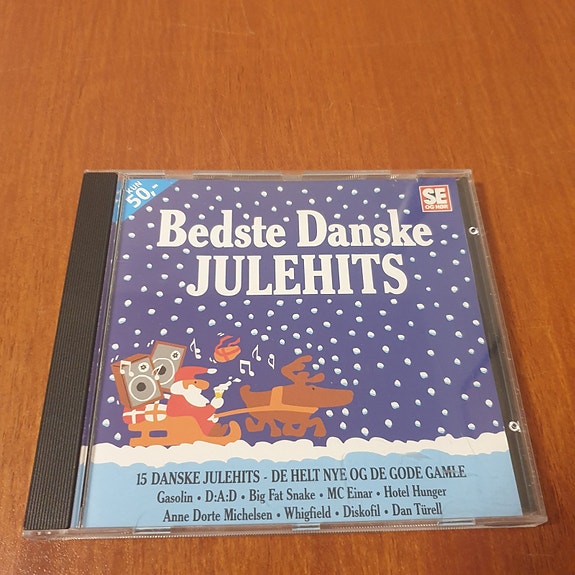 KUN
50,-
SE
OG HØR
Bedste Danske
JULEHITS
15 DANSKE JULEHITS - DE HELT NYE OG DE GODE GAMLE
Gasolin • D:A:D • Big Fat Snake • MC Einar • Hotel Hunger
Anne Dorte Michelsen • Whigfield • Diskofil • Dan Türell